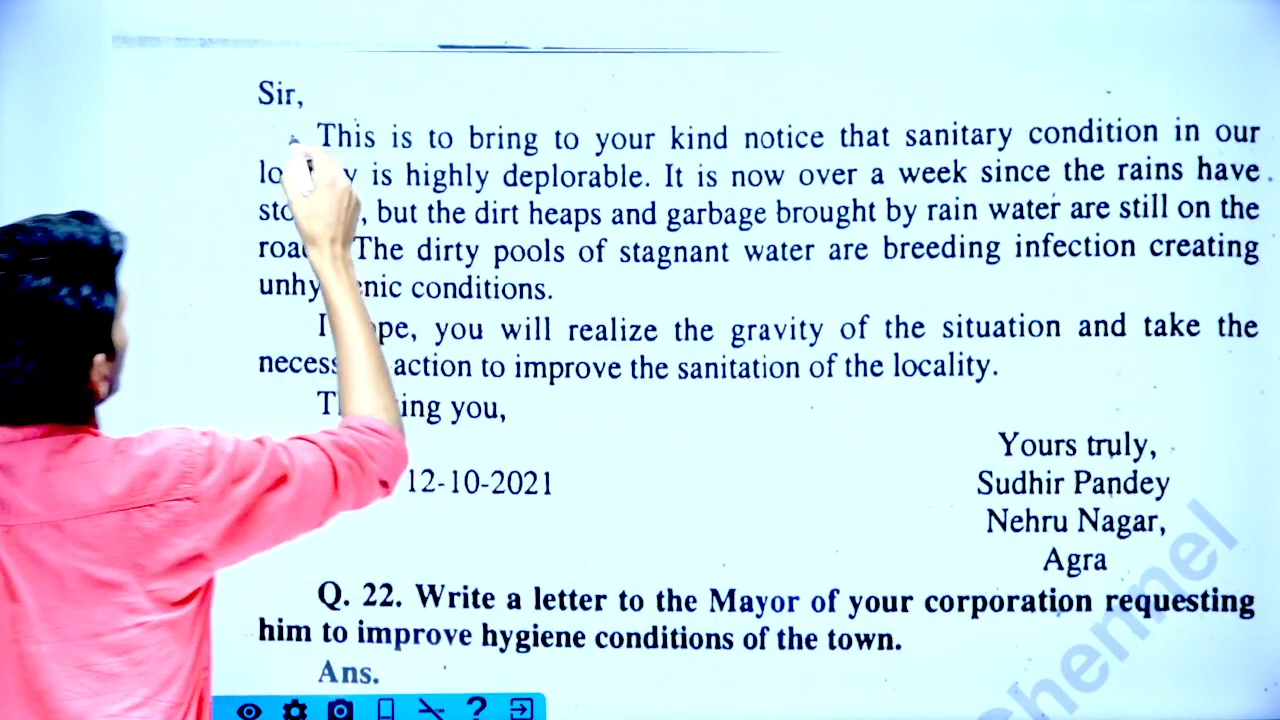 Sir,
This is to bring to your kind notice that sanitary condition in our
is highly deplorable. It is now over a week since the rains have
, but the dirt heaps and garbage brought by rain water are still on the
The dirty pools of stagnant water are breeding infection creating
conditions.
you will realize the gravity of the situation and take the
action to improve the sanitation of the locality.
you,
12-10-2021
Yours truly,
Sudhir Pandey
Nehru Nagar,
Agra
Q. 22. Write a letter to the Mayor of your corporation requesting
him to improve hygiene conditions of the town.
Ans.